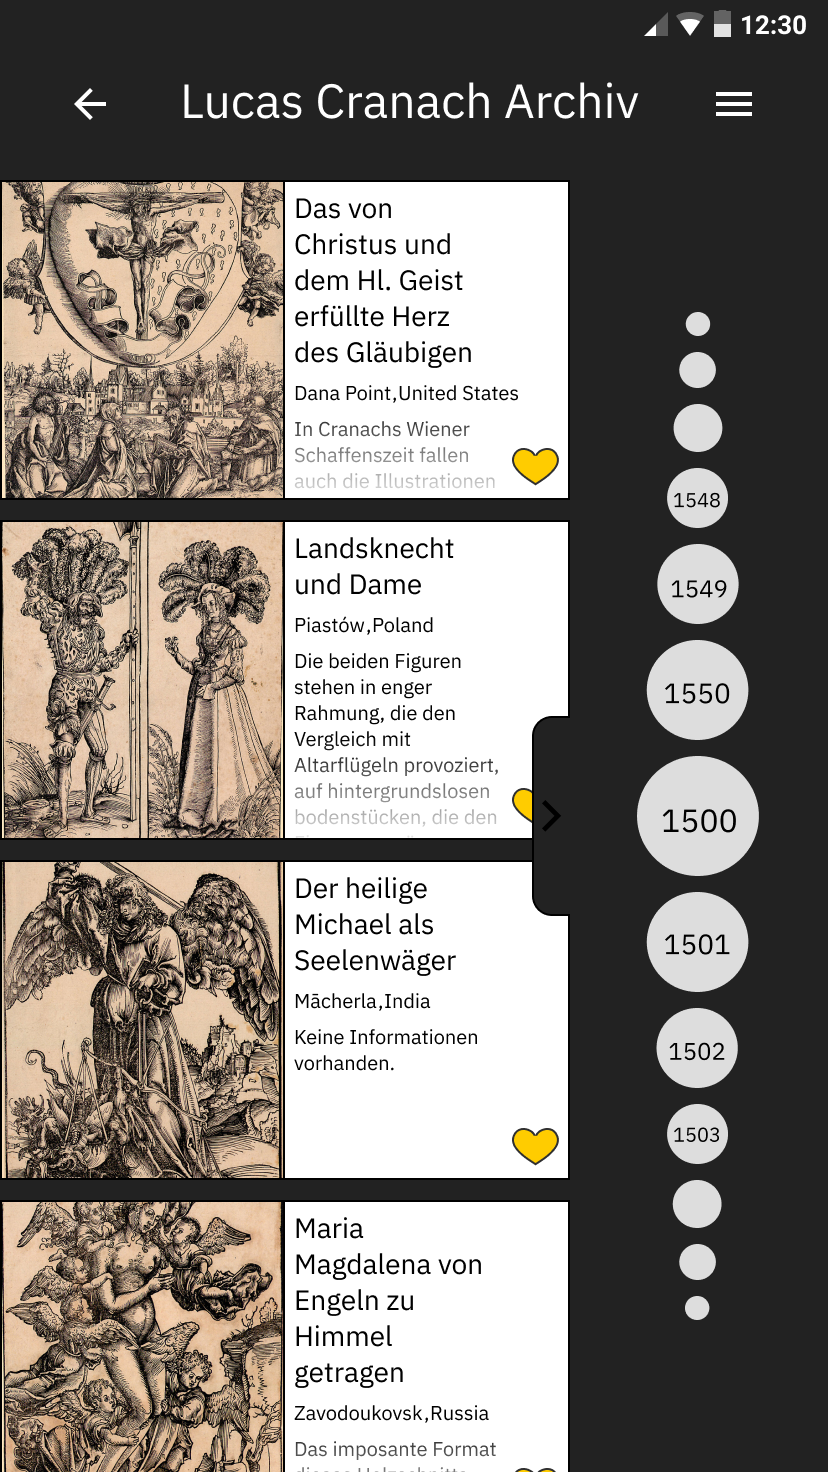 12:30
Lucas Cranach Archiv
Das von
Christus und
dem Hl. Geist
erfüllte Herz
des Gläubigen
Dana Point,United States
In Cranachs Wiener
Schaffenszeit fallen
auch die Illustrationen
Landsknecht
und Dame
Piastów,Poland
Die beiden Figuren
stehen in enger
Rahmung, die den
Vergleich mit
Altarflügeln provoziert,
auf hintergrundslosen
bodenstücken, die den
Der heilige
Michael als
Seelenwäger
Mācherla,India
Keine Informationen
vorhanden.
Maria
Magdalena von
Engeln zu
Himmel
getragen
Zavodoukovsk,Russia
Das imposante Format
1548
1549
1550
1500
1501
1502
1503